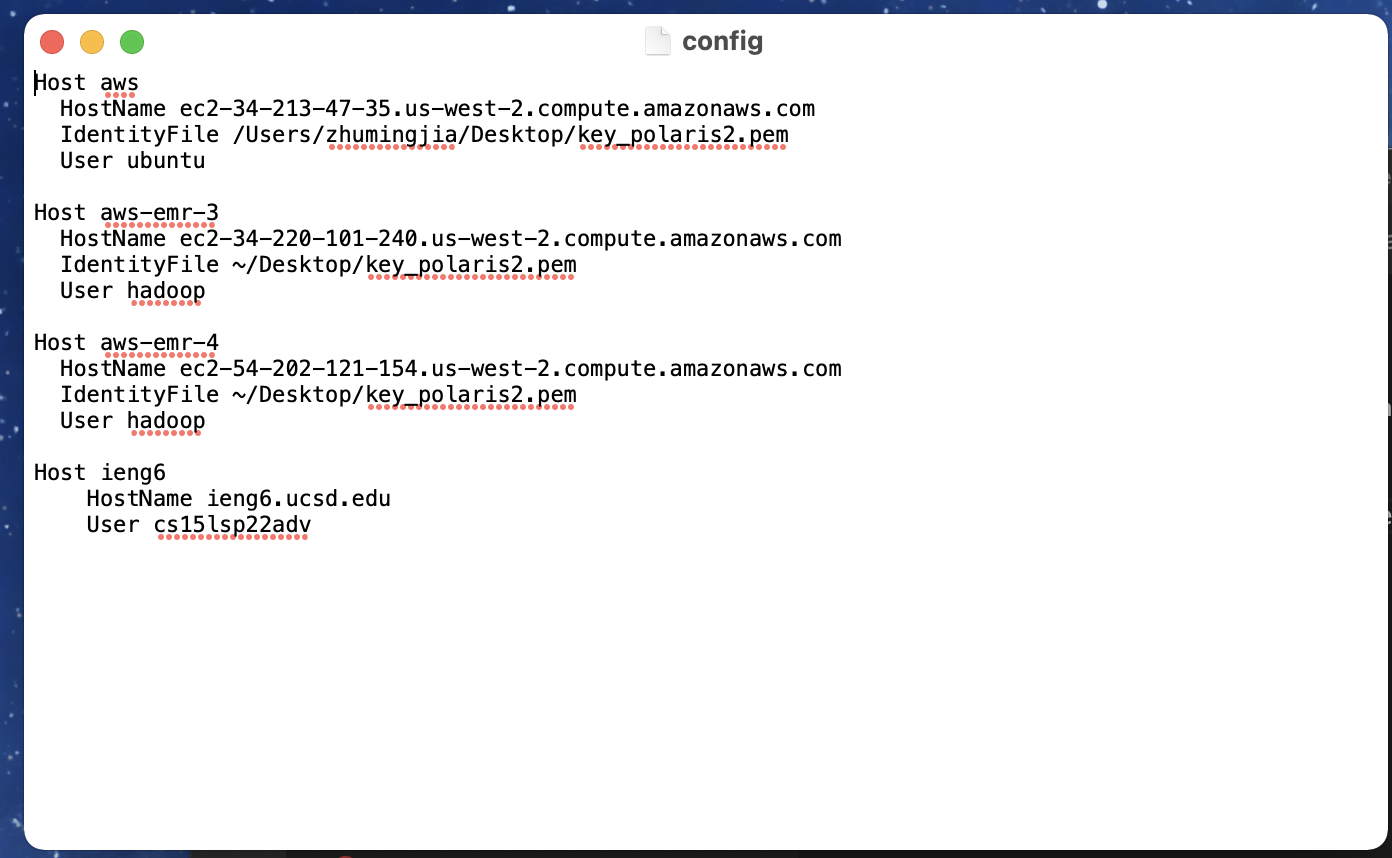 config
Host aws
  HostName ec2-34-213-47-35.us-west-2.compute.amazonaws.com
  IdentityFile /Users/zhumingjia/Desktop/key_polaris2.pem
  User ubuntu

Host aws-emr-3
  HostName ec2-34-220-101-240.us-west-2.compute.amazonaws.com
  IdentityFile ~/Desktop/key_polaris2.pem
  User hadoop

Host aws-emr-4
  HostName ec2-54-202-121-154.us-west-2.compute.amazonaws.com
  IdentityFile ~/Desktop/key_polaris2.pem
  User hadoop

Host ieng6
    HostName ieng6.ucsd.edu
    User cs15lsp22adv